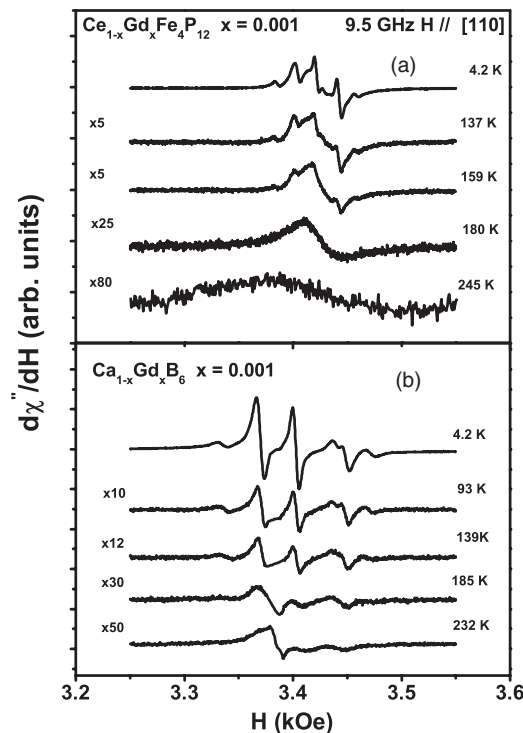 Ce1-xGdxFe4P12 x = 0.001 9.5 GHz H // [110]
(a)
4.2 K
x5 137 K
x5 159 K
x25 180 K
x80 245 K
dχ"/dH (arb. units)
Ca1-xGdxB6 x = 0.001
(b)
4.2 K
x10 93 K
x12 139K
x30 185 K
x50 232 K
3.2 3.3 3.4 3.5 3.6
H (kOe)